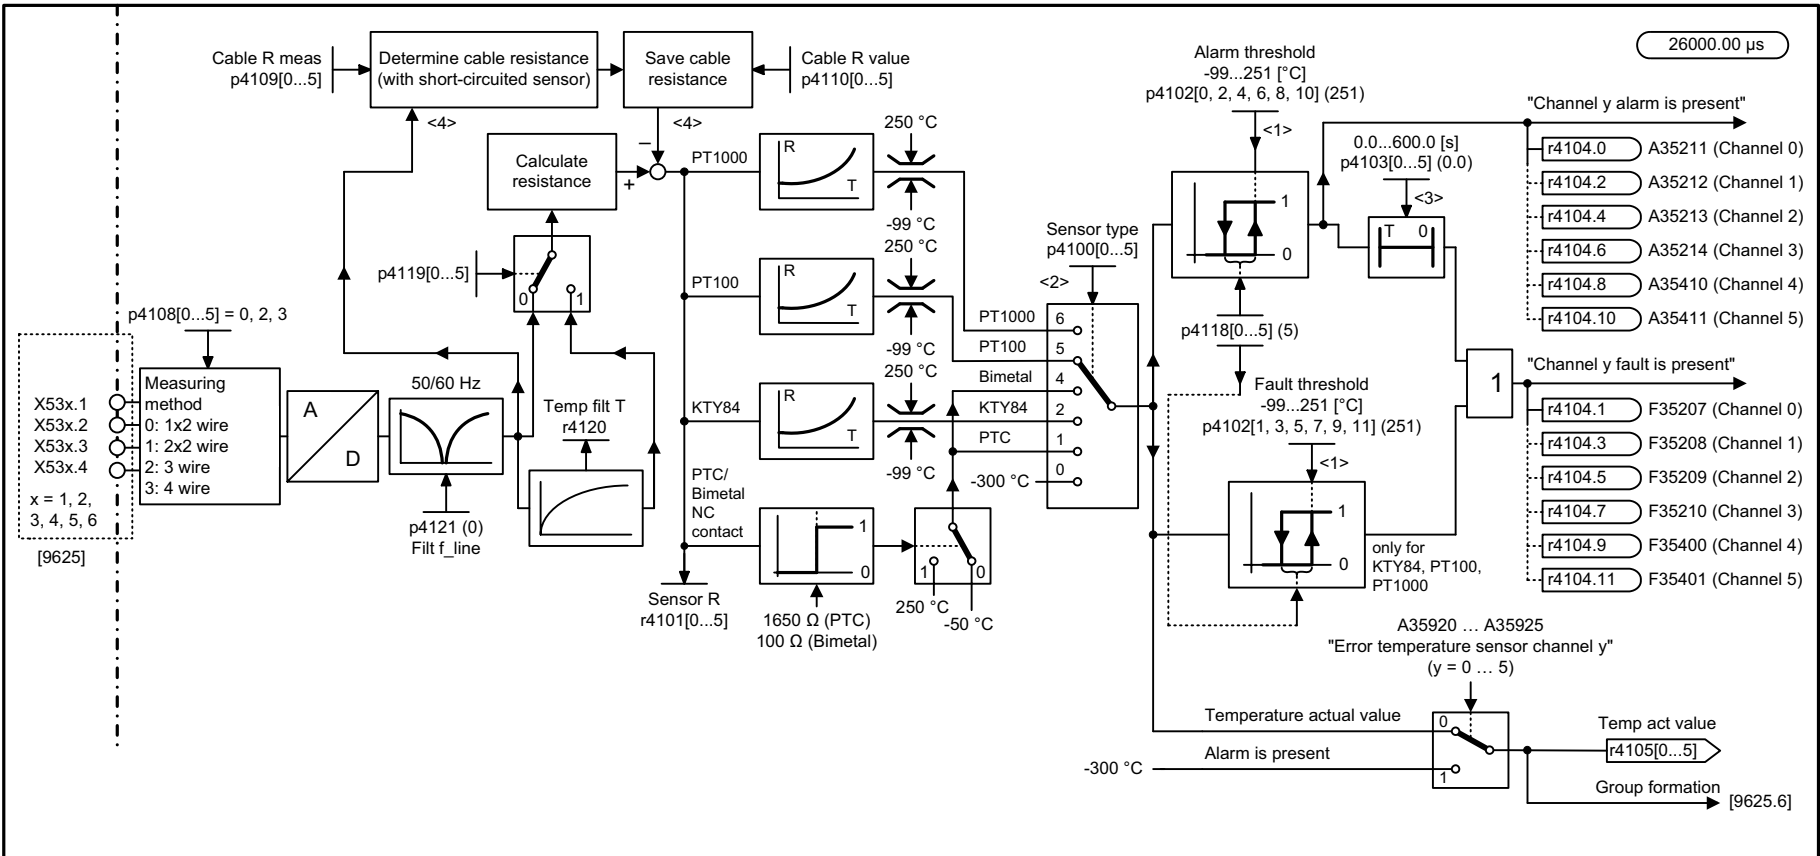 26000.00 µs
Cable R meas
p4109[0...5]
Determine cable resistance
(with short-circuited sensor)
Save cable
resistance
Cable R value
p4110[0...5]
<4>
<4>
Calculate
resistance
–
+
p4119[0...5]
0
1
p4108[0...5] = 0, 2, 3
X53x.1
X53x.2
X53x.3
X53x.4
x = 1, 2,
3, 4, 5, 6
[9625]
Measuring
method
0: 1x2 wire
1: 2x2 wire
2: 3 wire
3: 4 wire
A
D
50/60 Hz
p4121 (0)
Filt f_line
Temp filt T
r4120
PT1000
R
T
250 °C
-99 °C
PT100
R
T
250 °C
-99 °C
KTY84
R
T
250 °C
-99 °C
PTC/
Bimetal
NC
contact
1
0
1650 Ω (PTC)
100 Ω (Bimetal)
Sensor R
r4101[0...5]
1
0
250 °C
-50 °C
Sensor type
p4100[0...5]
<2>
PT1000
6
PT100
5
Bimetal
4
KTY84
2
PTC
1
-300 °C
0
Alarm threshold
-99...251 [°C]
p4102[0, 2, 4, 6, 8, 10] (251)
<1>
1
0
p4118[0...5] (5)
Fault threshold
-99...251 [°C]
p4102[1, 3, 5, 7, 9, 11] (251)
<1>
1
0
only for
KTY84, PT100,
PT1000
0.0...600.0 [s]
p4103[0...5] (0.0)
<3>
T
0
1
"Channel y alarm is present"
r4104.0 A35211 (Channel 0)
r4104.2 A35212 (Channel 1)
r4104.4 A35213 (Channel 2)
r4104.6 A35214 (Channel 3)
r4104.8 A35410 (Channel 4)
r4104.10 A35411 (Channel 5)
"Channel y fault is present"
r4104.1 F35207 (Channel 0)
r4104.3 F35208 (Channel 1)
r4104.5 F35209 (Channel 2)
r4104.7 F35210 (Channel 3)
r4104.9 F35400 (Channel 4)
r4104.11 F35401 (Channel 5)
A35920 ... A35925
"Error temperature sensor channel y"
(y = 0 ... 5)
Temperature actual value
0
-300 °C
Alarm is present
1
Temp act value
r4105[0...5]
Group formation
[9625.6]